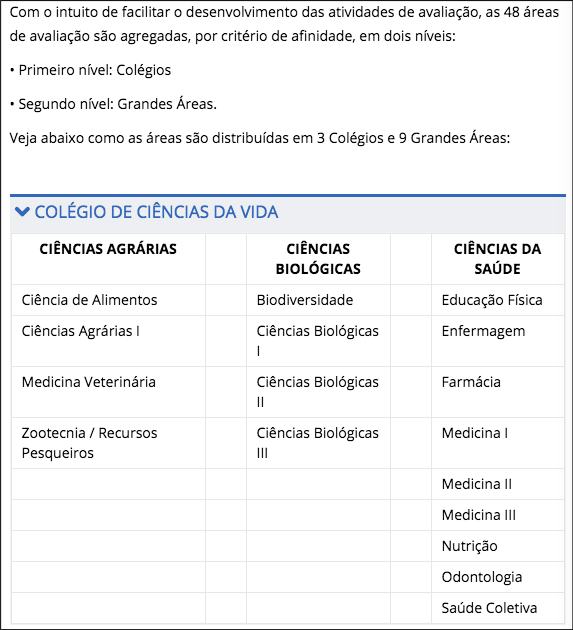 Com o intuito de facilitar o desenvolvimento das atividades de avaliação, as 48 áreas
de avaliação são agregadas, por critério de afinidade, em dois níveis:
• Primeiro nível: Colégios
• Segundo nível: Grandes Áreas.
Veja abaixo como as áreas são distribuídas em 3 Colégios e 9 Grandes Áreas:
COLÉGIO DE CIÊNCIAS DA VIDA
CIÊNCIAS AGRÁRIAS
CIÊNCIAS
BIOLÓGICAS
CIÊNCIAS DA
SAÚDE
Ciência de Alimentos
Biodiversidade
Educação Física
Ciências Agrárias I
Ciências Biológicas
I
Enfermagem
Medicina Veterinária
Ciências Biológicas
II
Farmácia
Zootecnia / Recursos
Pesqueiros
Ciências Biológicas
III
Medicina I
Medicina II
Medicina III
Nutrição
Odontologia
Saúde Coletiva